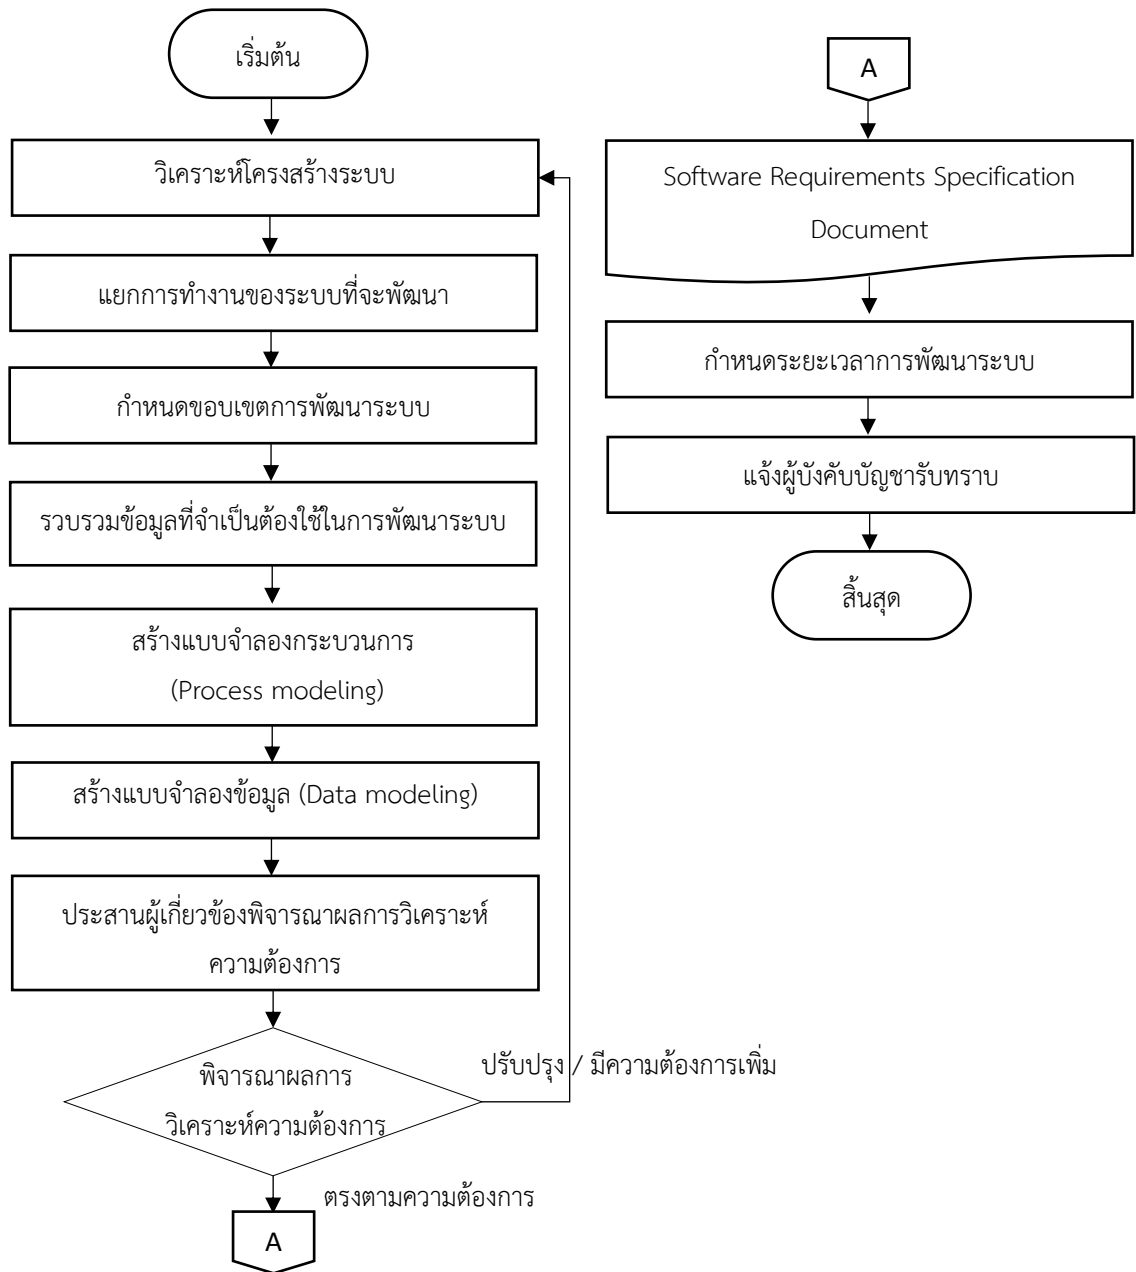 เริ่มต้น
วิเคราะห์โครงสร้างระบบ
แยกการทำงานของระบบที่จะพัฒนา
กำหนดขอบเขตการพัฒนาระบบ
รวบรวมข้อมูลที่จำเป็นต้องใช้ในการพัฒนาระบบ
สร้างแบบจำลองกระบวนการ
(Process modeling)
สร้างแบบจำลองข้อมูล (Data modeling)
ประสานผู้เกี่ยวข้องพิจารณาผลการวิเคราะห์
ความต้องการ
พิจารณาผลการ
วิเคราะห์ความต้องการ
ปรับปรุง / มีความต้องการเพิ่ม
ตรงตามความต้องการ
A
A
Software Requirements Specification
Document
กำหนดระยะเวลาการพัฒนาระบบ
แจ้งผู้บังคับบัญชารับทราบ
สิ้นสุด